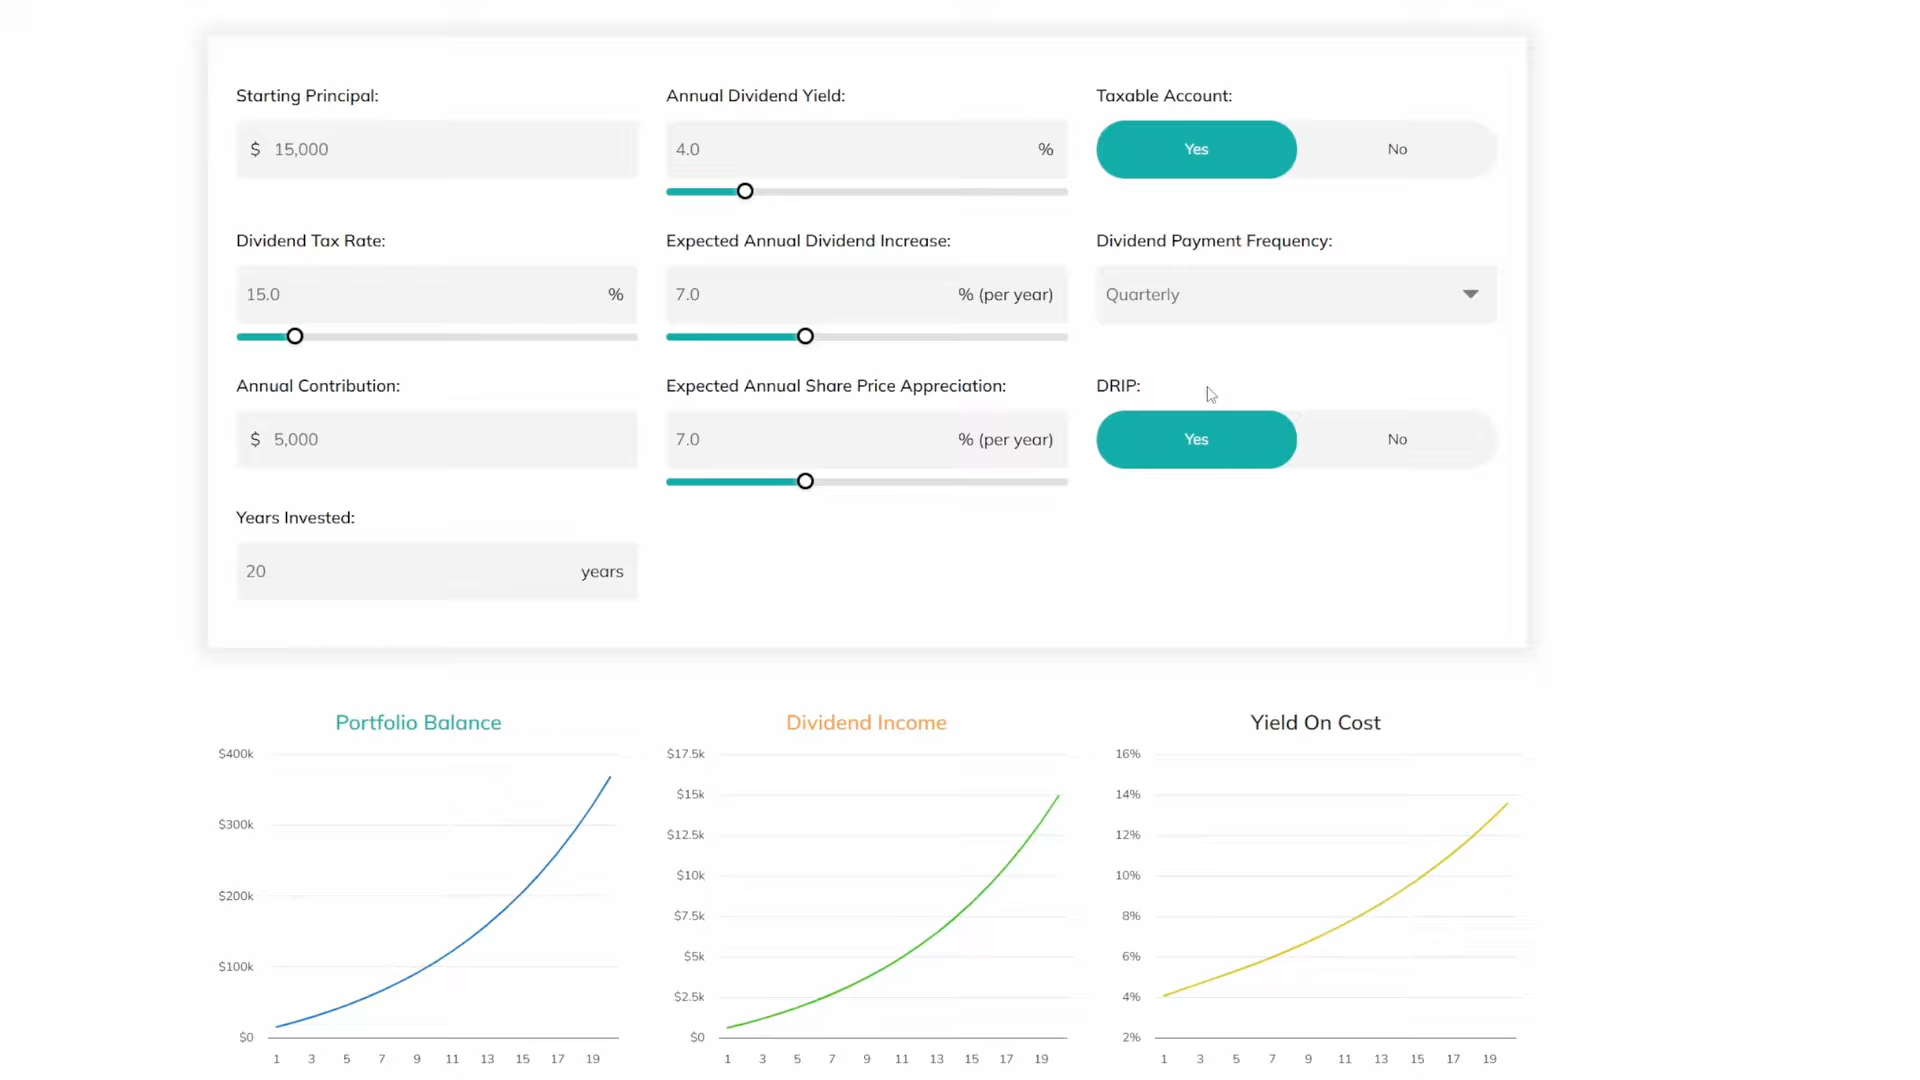 Starting Principal:
Annual Dividend Yield:
Taxable Account:
$ 15,000
4.0 %
Yes
No
Dividend Tax Rate:
Expected Annual Dividend Increase:
Dividend Payment Frequency:
15.0 %
7.0 % (per year)
Quarterly
Annual Contribution:
Expected Annual Share Price Appreciation:
DRIP:
$ 5,000
7.0 % (per year)
Yes
No
Years Invested:
20 years
Portfolio Balance
$400k
$300k
$200k
$100k
$0
1 3 5 7 9 11 13 15 17 19
Dividend Income
$17.5k
$15k
$12.5k
$10k
$7.5k
$5k
$2.5k
$0
1 3 5 7 9 11 13 15 17 19
Yield On Cost
16%
14%
12%
10%
8%
6%
4%
2%
1 3 5 7 9 11 13 15 17 19